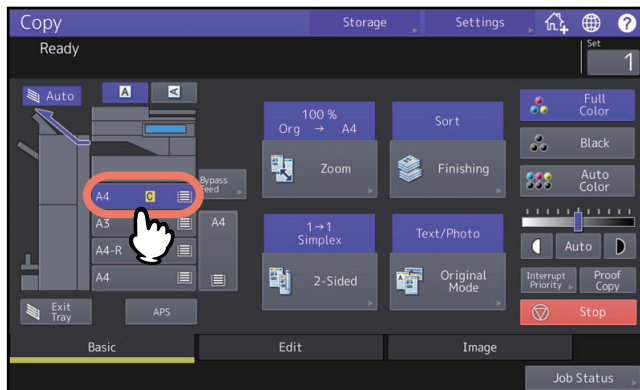 Copy
Storage
Settings
?
Ready
Set
1
Auto
A
A
100 %
Org → A4
Zoom
Sort
Finishing
Full
Color
Black
Auto
Color
Bypass
Feed
A4 C
A3
A4-R
A4
A4
1→1
Simplex
2-Sided
Text/Photo
Original
Mode
Auto
Interrupt
Priority
Proof
Copy
Exit
Tray
APS
Stop
Basic
Edit
Image
Job Status